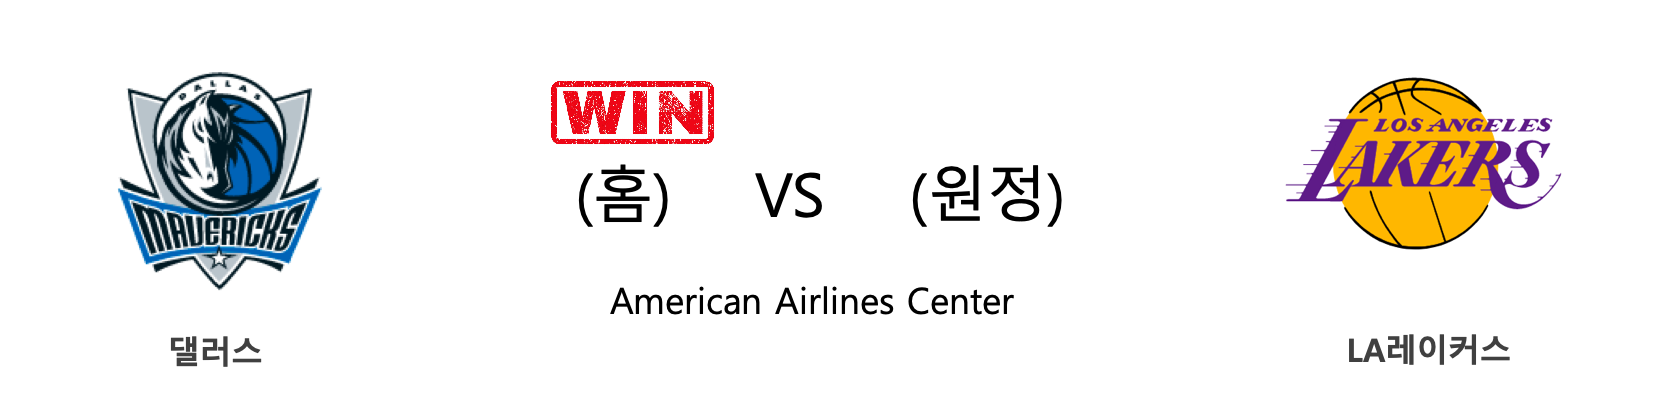 DALLAS
MAVERICKS
WIN
(홈) VS (원정)
American Airlines Center
LOS ANGELES
LAKERS
댈러스
LA레이커스